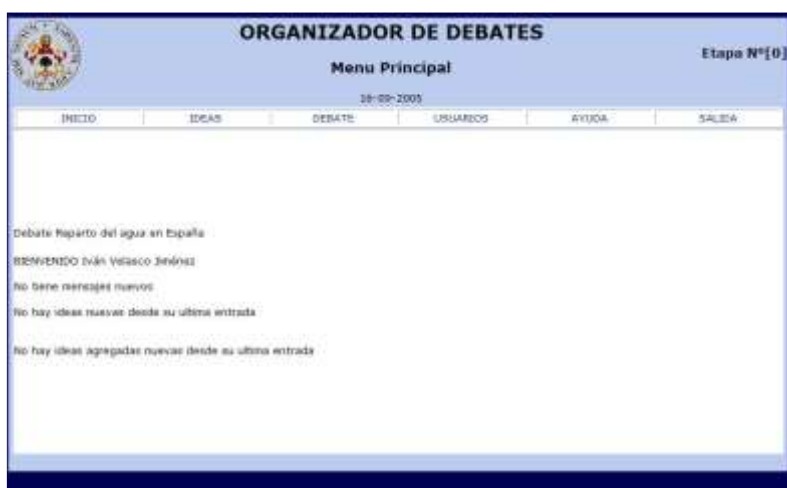 ORGANIZADOR DE DEBATES
Menu Principal
Etapa Nº[0]
16-09-2005
INICIO IDEAS DEBATE USUARIOS AYUDA SALIDA
Debate Reparto del agua en España
BIENVENIDO Iván Velasco Jiménez
No tiene mensajes nuevos
No hay ideas nuevas desde su ultima entrada
No hay ideas agregadas nuevas desde su ultima entrada